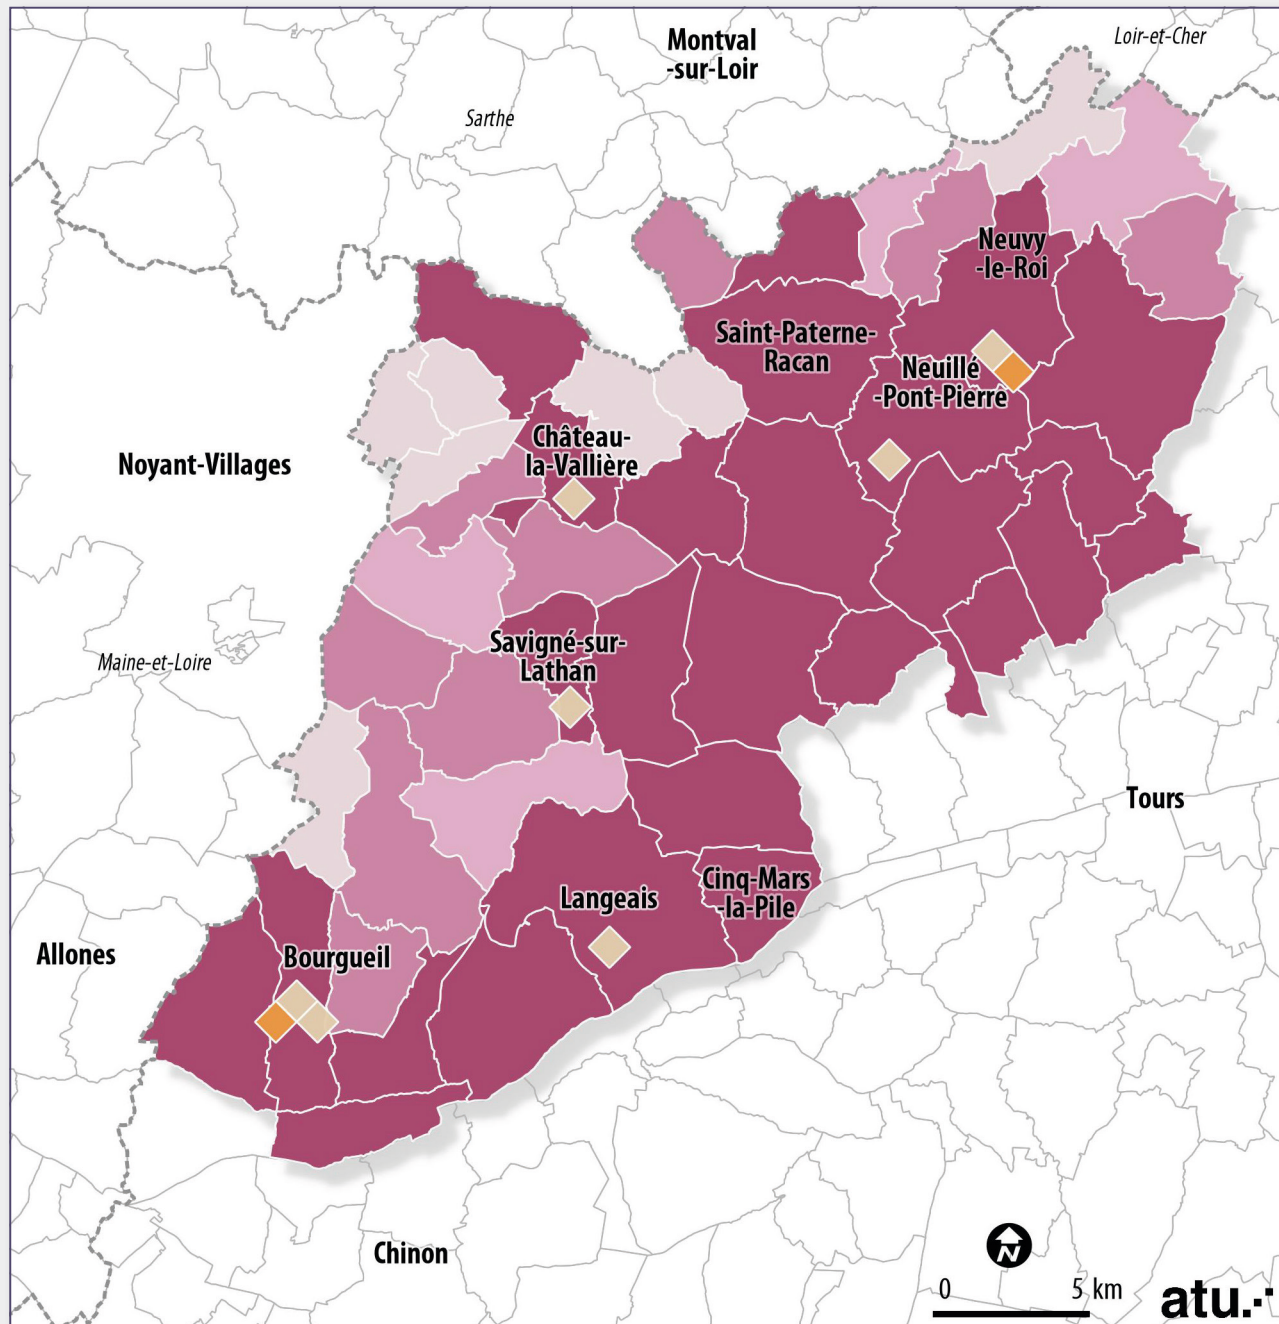 Montval
-sur-Loir
Loir-et-Cher
Sarthe
Neuvy
-le-Roi
Saint-Paterne-
Racan
Neuillé
-Pont-Pierre
Château-
la-Vallière
Noyant-Villages
Savigné-sur-
Lathan
Maine-et-Loire
Tours
Cinq-Mars
-la-Pile
Langeais
Allones
Bourgueil
Chinon
N
0 5 km
atu.